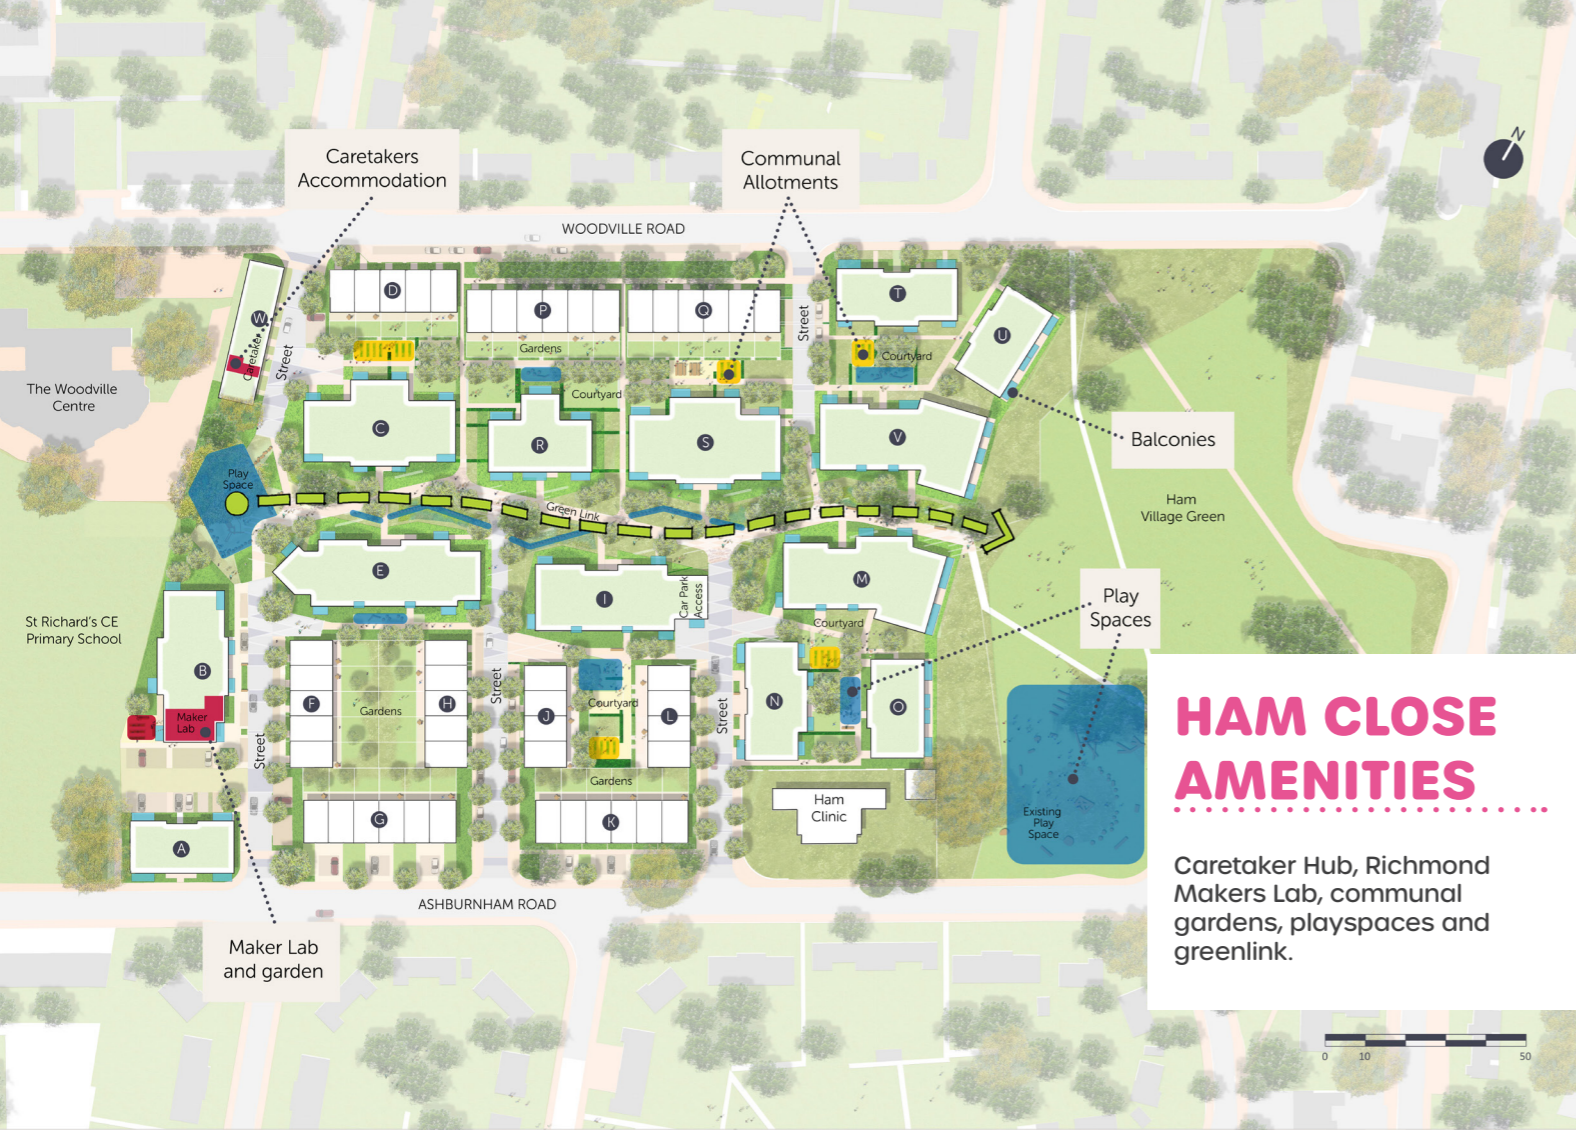 N
Caretakers
Accommodation
Communal
Allotments
WOODVILLE ROAD
D
P
Q
T
U
W
Caretaker
Street
Street
Gardens
Courtyard
Courtyard
The Woodville
Centre
C
R
S
V
Balconies
Play
Space
Green Link
Ham
Village Green
E
I
M
Car Park
Access
Play
Spaces
St Richard's CE
Primary School
Courtyard
B
Maker
Lab
F
Gardens
H
Street
J
Courtyard
L
Street
N
O
Street
Gardens
G
K
A
Ham
Clinic
Existing
Play
Space
HAM CLOSE
AMENITIES
Caretaker Hub, Richmond
Makers Lab, communal
gardens, playspaces and
greenlink.
ASHBURNHAM ROAD
Maker Lab
and garden
0 10 50